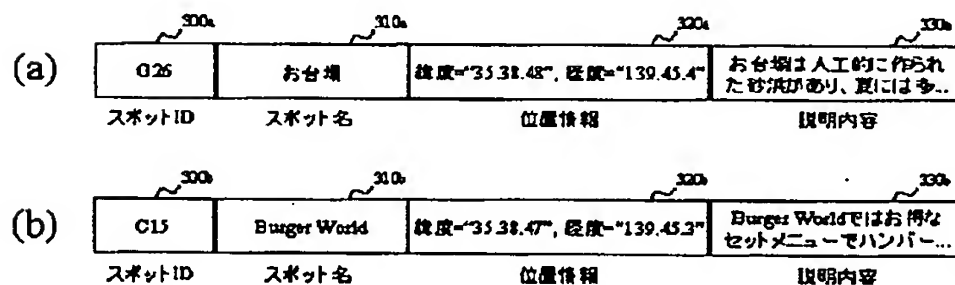 300a 310a 320a 330a
(a) G26 お台場 緯度="35.38.48", 経度="139.45.4" お台場は人工的に作られ
た砂浜があり、夏には多...
スポットID スポット名 位置情報 説明内容
300b 310b 320b 330b
(b) C15 Burger World 緯度="35.38.47", 経度="139.45.2" Burger Worldではお得な
セットメニューでハンバー...
スポットID スポット名 位置情報 説明内容